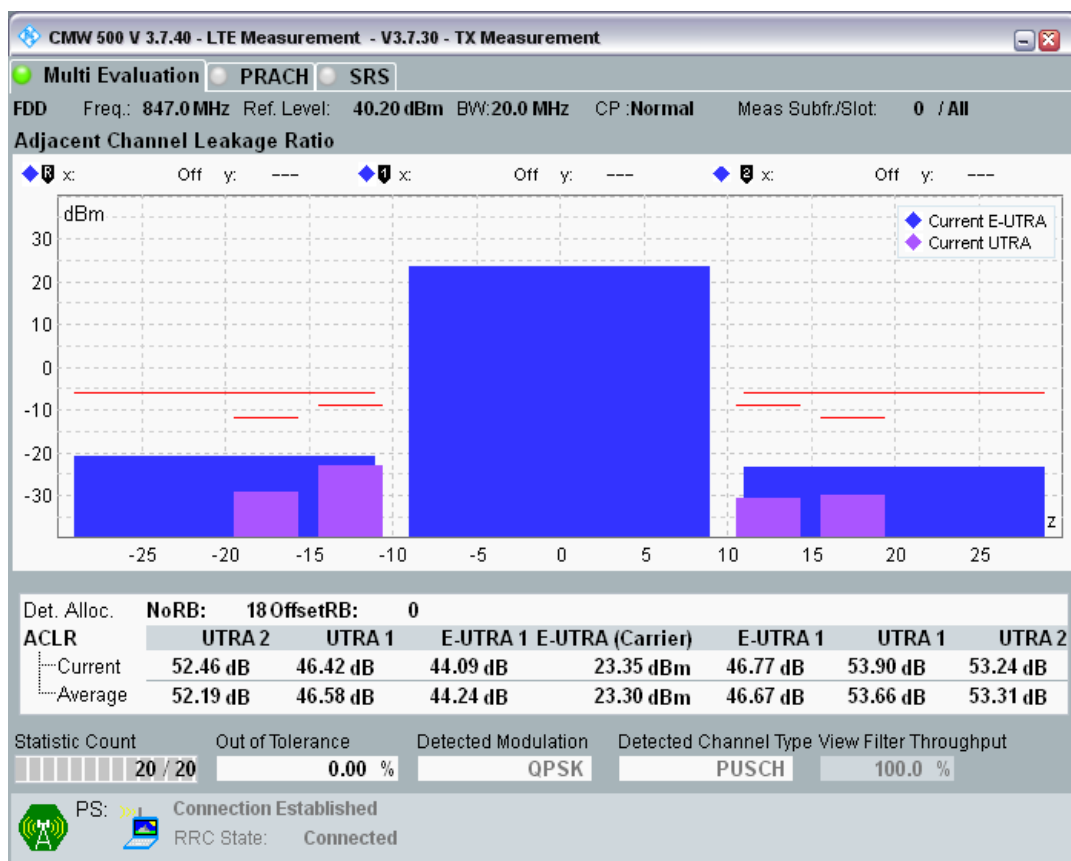 CMW 500 V 3.7.40 - LTE Measurement - V3.7.30 - TX Measurement
Multi Evaluation PRACH SRS
FDD Freq.: 847.0 MHz Ref. Level: 40.20 dBm BW:20.0 MHz CP :Normal Meas Subfr./Slot: 0 / All
Adjacent Channel Leakage Ratio
R x: Off y: --- 1 x: Off y: --- 2 x: Off y: ---
dBm
Current E-UTRA
Current UTRA
30
20
10
0
-10
-20
-30
z
-25 -20 -15 -10 -5 0 5 10 15 20 25
Det. Alloc. NoRB: 18 OffsetRB: 0
ACLR UTRA 2 UTRA 1 E-UTRA 1 E-UTRA (Carrier) E-UTRA 1 UTRA 1 UTRA 2
Current 52.46 dB 46.42 dB 44.09 dB 23.35 dBm 46.77 dB 53.90 dB 53.24 dB
Average 52.19 dB 46.58 dB 44.24 dB 23.30 dBm 46.67 dB 53.66 dB 53.31 dB
Statistic Count Out of Tolerance Detected Modulation Detected Channel Type View Filter Throughput
20 / 20 0.00 % QPSK PUSCH 100.0 %
PS: Connection Established
RRC State: Connected